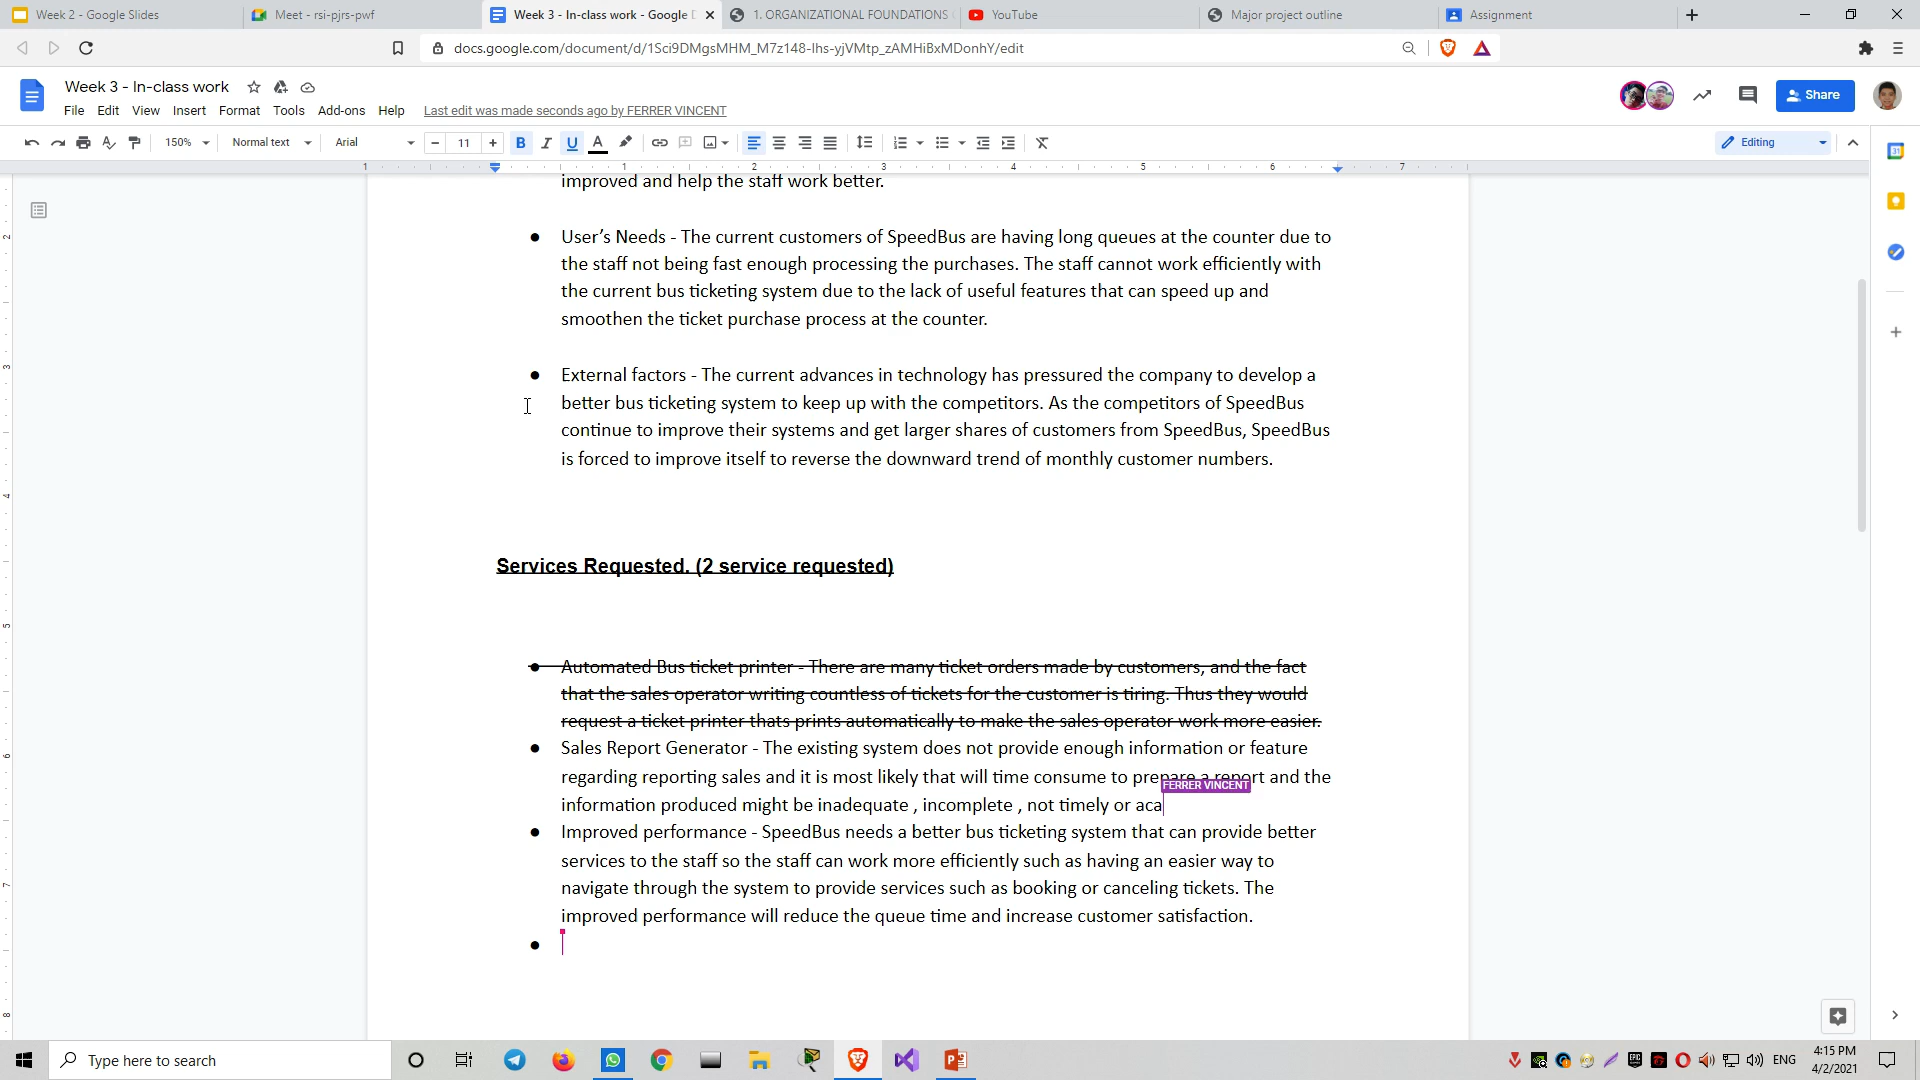 Week 2 - Google Slides
Meet - rsi-pjrs-pwf
Week 3 - In-class work - Google D
1. ORGANIZATIONAL FOUNDATIONS
YouTube
Major project outline
Assignment
docs.google.com/document/d/1Sci9DMgsMHM_M7z148-lhs-yjVMtp_zAMHiBxMDonhY/edit
Week 3 - In-class work
File Edit View Insert Format Tools Add-ons Help Last edit was made seconds ago by FERRER VINCENT
Share
150% Normal text Arial 11 B I U A Editing
1 1 2 3 4 5 6 7
improved and help the staff work better.
● User’s Needs - The current customers of SpeedBus are having long queues at the counter due to
the staff not being fast enough processing the purchases. The staff cannot work efficiently with
the current bus ticketing system due to the lack of useful features that can speed up and
smoothen the ticket purchase process at the counter.
● External factors - The current advances in technology has pressured the company to develop a
better bus ticketing system to keep up with the competitors. As the competitors of SpeedBus
continue to improve their systems and get larger shares of customers from SpeedBus, SpeedBus
is forced to improve itself to reverse the downward trend of monthly customer numbers.
Services Requested. (2 service requested)
● Automated Bus ticket printer - There are many ticket orders made by customers, and the fact
that the sales operator writing countless of tickets for the customer is tiring. Thus they would
request a ticket printer thats prints automatically to make the sales operator work more easier.
● Sales Report Generator - The existing system does not provide enough information or feature
regarding reporting sales and it is most likely that will time consume to prepare a report and the
FERRER VINCENT
information produced might be inadequate , incomplete , not timely or aca
● Improved performance - SpeedBus needs a better bus ticketing system that can provide better
services to the staff so the staff can work more efficiently such as having an easier way to
navigate through the system to provide services such as booking or canceling tickets. The
improved performance will reduce the queue time and increase customer satisfaction.
●
2
3
4
5
6
7
8
31
Type here to search
ENG
4:15 PM
4/2/2021